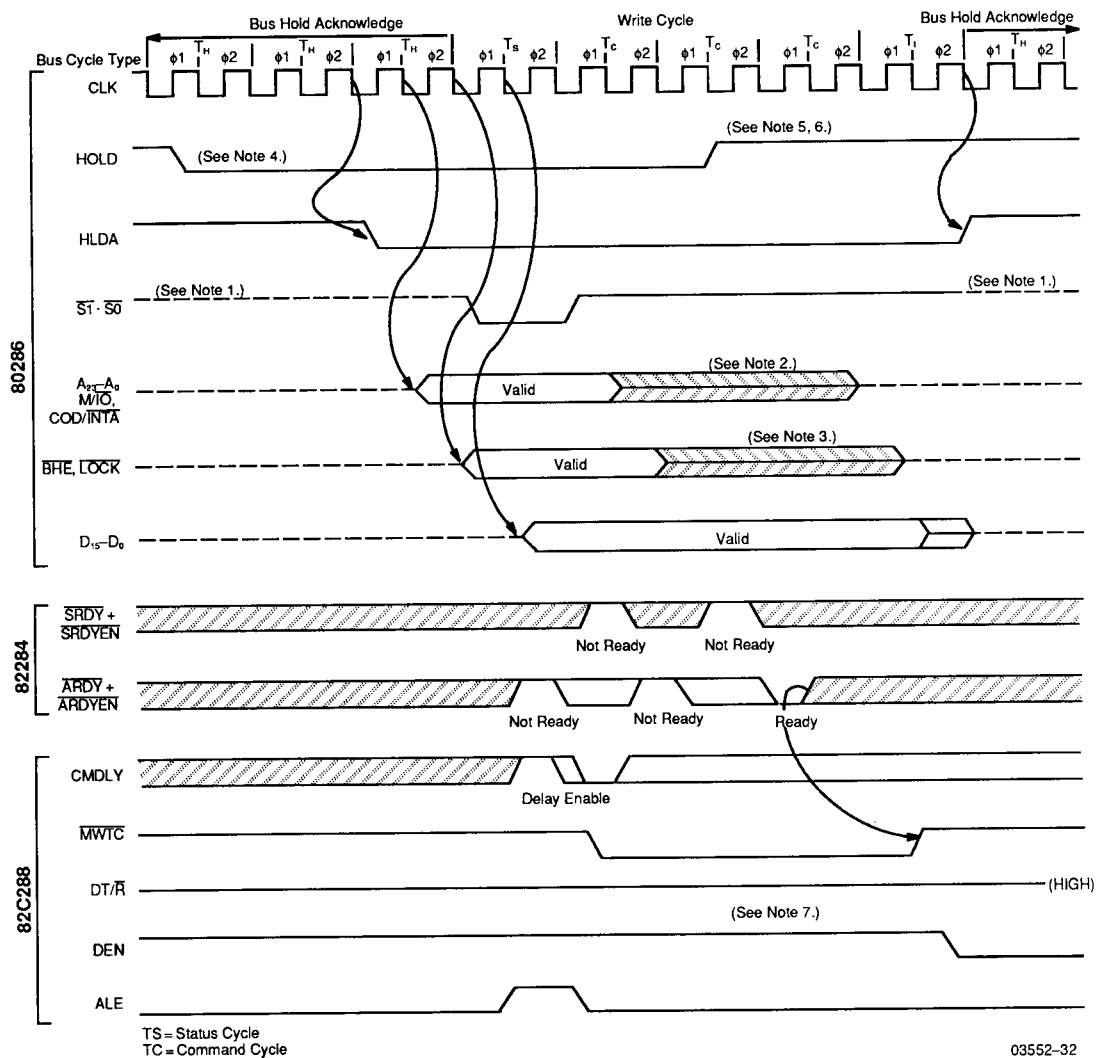 Bus Hold Acknowledge Write Cycle Bus Hold Acknowledge
Bus Cycle Type φ1 T_H φ2 φ1 T_H φ2 φ1 T_H φ2 φ1 T_S φ2 φ1 T_C φ2 φ1 T_C φ2 φ1 T_C φ2 φ1 T_I φ2 φ1 T_H φ2
CLK
80286
HOLD (See Note 4.) (See Note 5, 6.)
HLDA
(See Note 1.) (See Note 1.)
S1 · S0
(See Note 2.)
A₂₃–A₀
M/IO,
COD/INTA
Valid
(See Note 3.)
BHE, LOCK Valid
D₁₅–D₀ Valid
82284
SRDY +
SRDYEN
Not Ready Not Ready
ARDY +
ARDYEN
Not Ready Not Ready Ready
82C288
CMDLY
Delay Enable
MWTC
DT/R (HIGH)
(See Note 7.)
DEN
ALE
TS = Status Cycle
TC = Command Cycle
03552–32